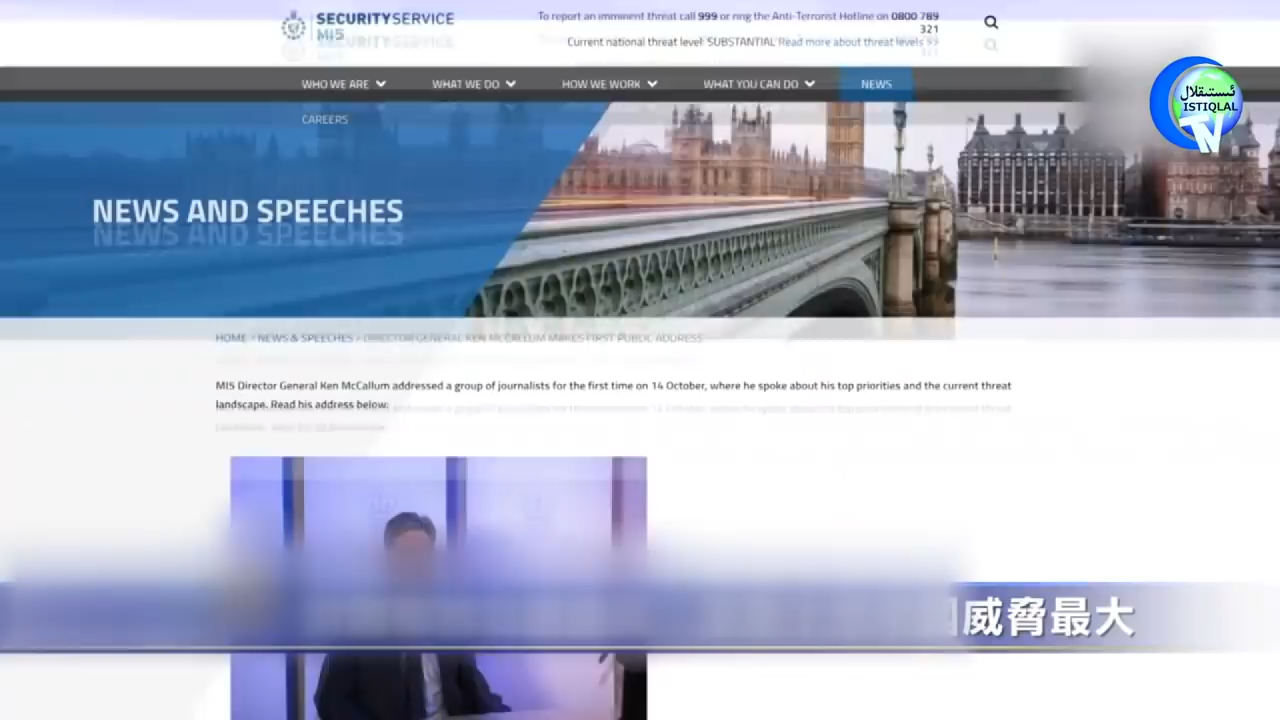 SECURITYSERVICE
MI5
To report an imminent threat call 999 or ring the Anti-Terrorist Hotline on 0800 789
321
Current national threat level: SUBSTANTIAL Read more about threat levels >>
WHO WE ARE WHAT WE DO HOW WE WORK WHAT YOU CAN DO NEWS
CAREERS
ئىستىقلال
ISTIQLAL
TV
NEWS AND SPEECHES
HOME > NEWS & SPEECHES > DIRECTOR GENERAL KEN MCCALLUM MAKES FIRST PUBLIC ADDRESS
MI5 Director General Ken McCallum addressed a group of journalists for the first time on 14 October, where he spoke about his top priorities and the current threat
landscape. Read his address below:
威脅最大